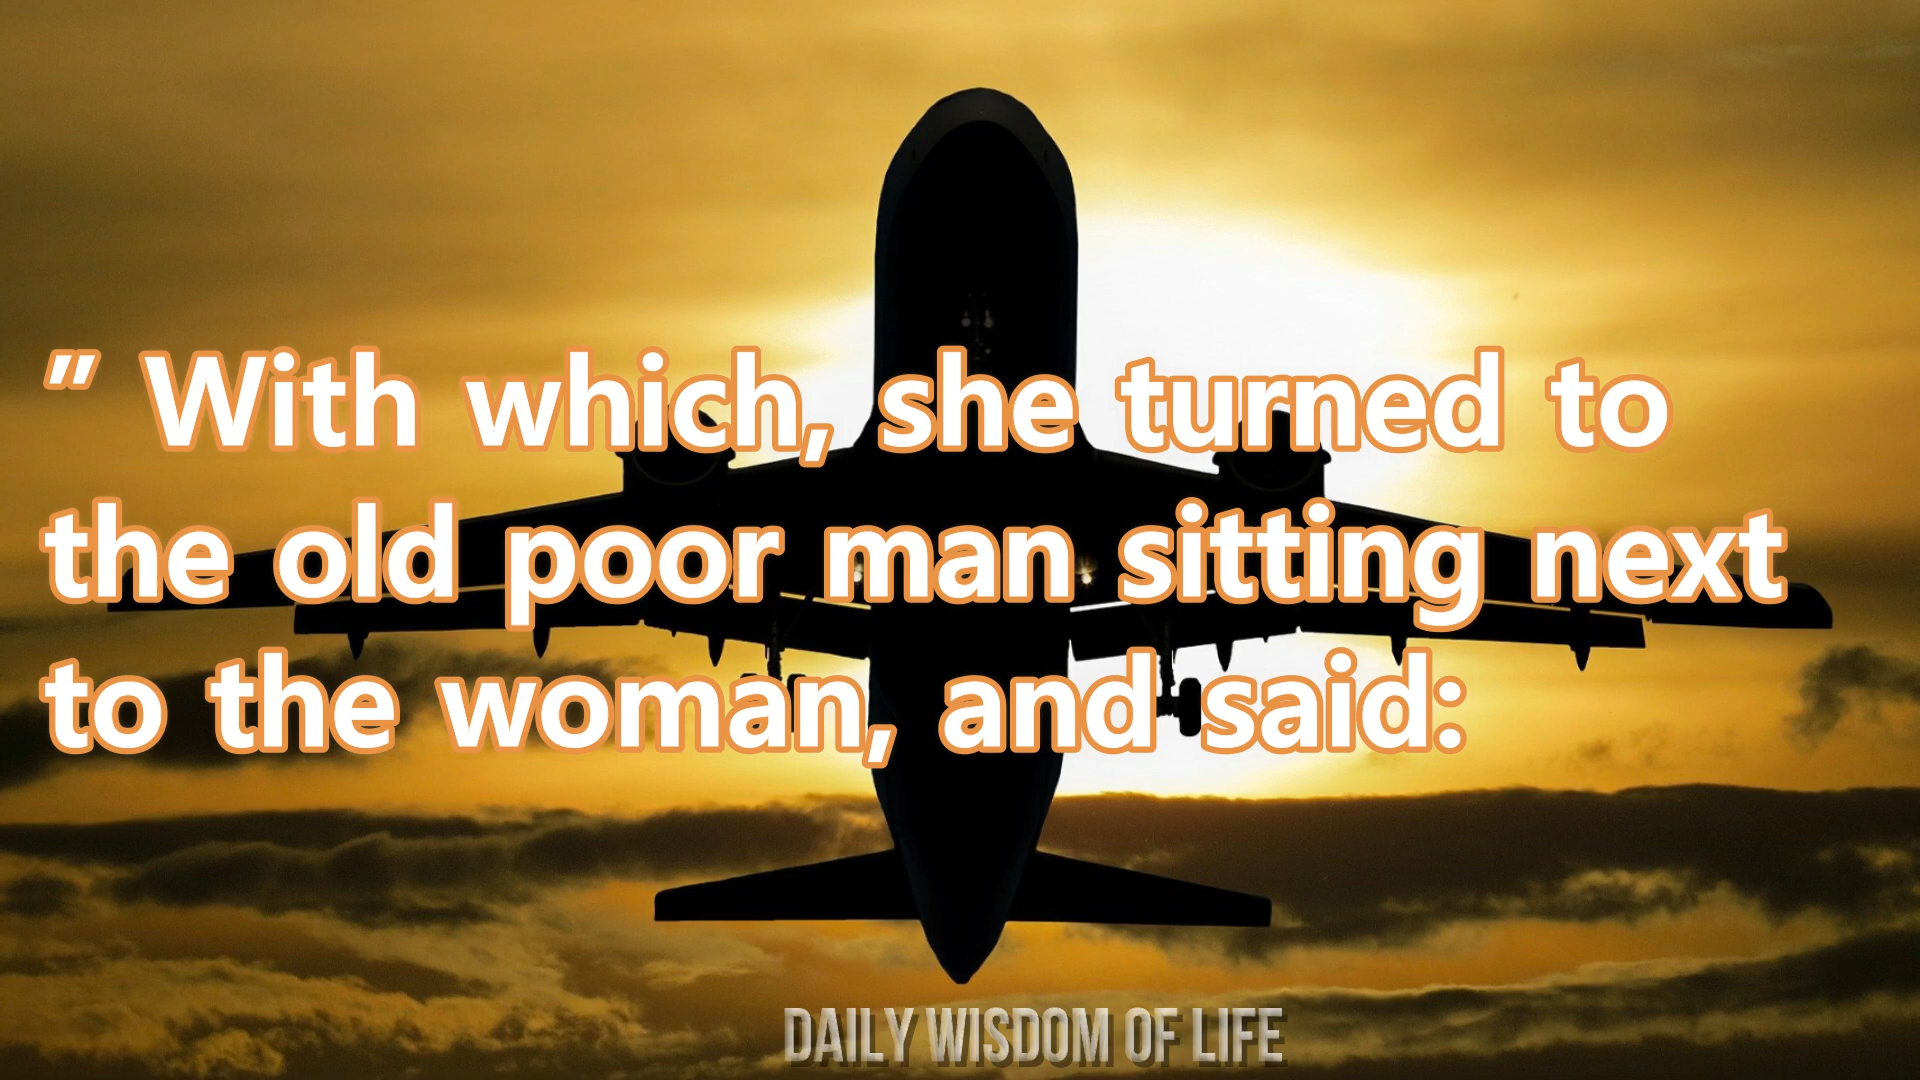 " With which, she turned to
the old poor man sitting next
to the woman, and said:
DAILY WISDOM OF LIFE